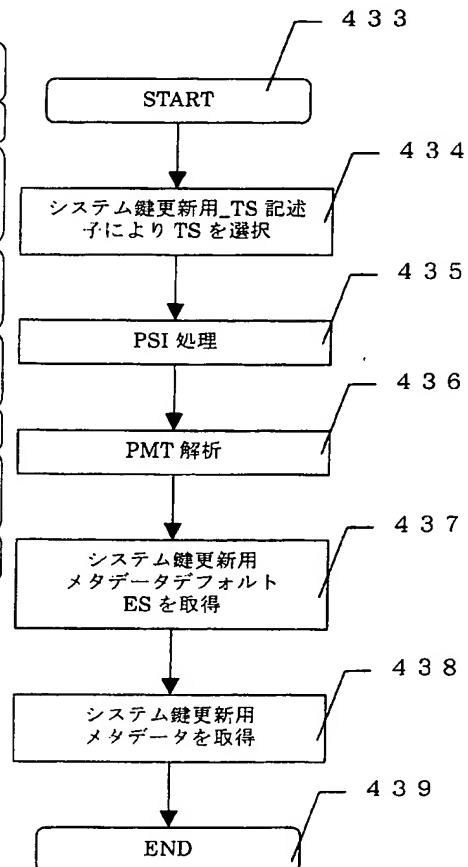 ４３３
START
４３４
システム鍵更新用_TS 記述
子により TS を選択
４３５
PSI 処理
４３６
PMT 解析
４３７
システム鍵更新用
メタデータデフォルト
ES を取得
４３８
システム鍵更新用
メタデータを取得
４３９
END